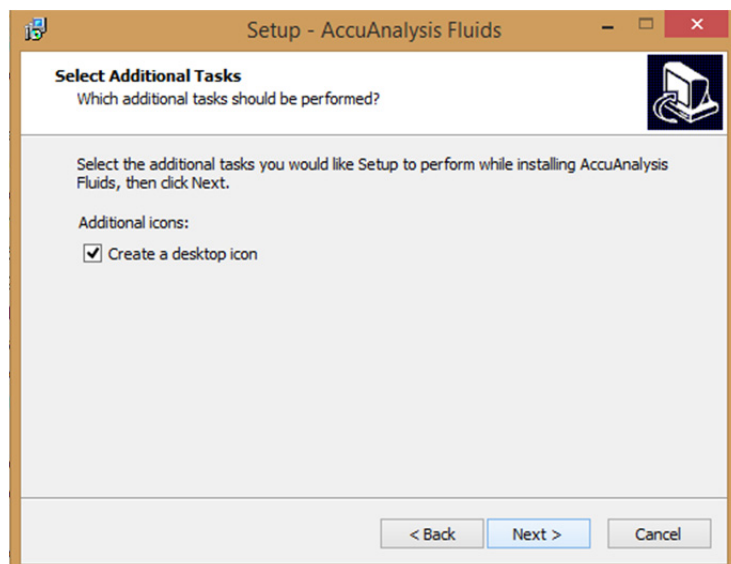 Setup - AccuAnalysis Fluids
Select Additional Tasks
Which additional tasks should be performed?
Select the additional tasks you would like Setup to perform while installing AccuAnalysis
Fluids, then click Next.
Additional icons:
Create a desktop icon
< Back Next > Cancel